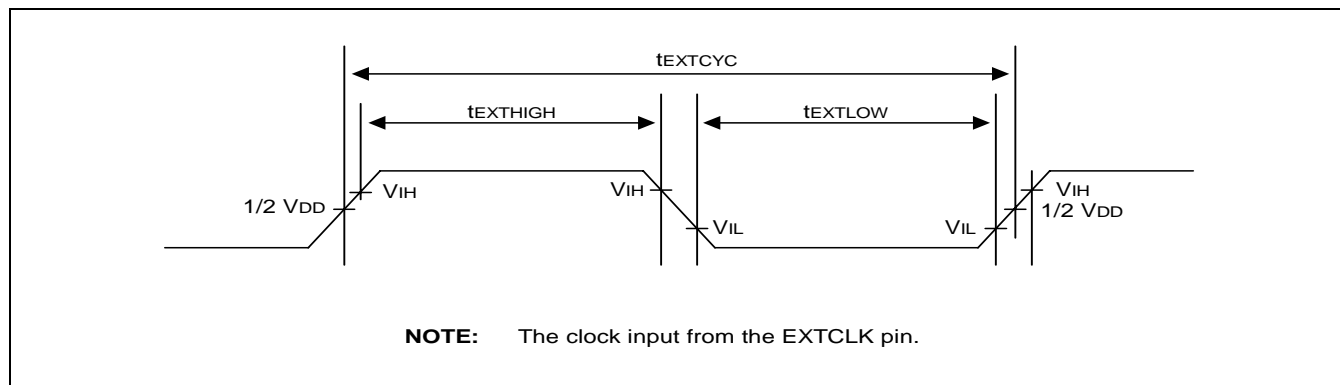 tEXTCYC
tEXTHIGH
tEXTLOW
VIH
VIH
VIH
1/2 VDD
1/2 VDD
VIL
VIL
NOTE: The clock input from the EXTCLK pin.